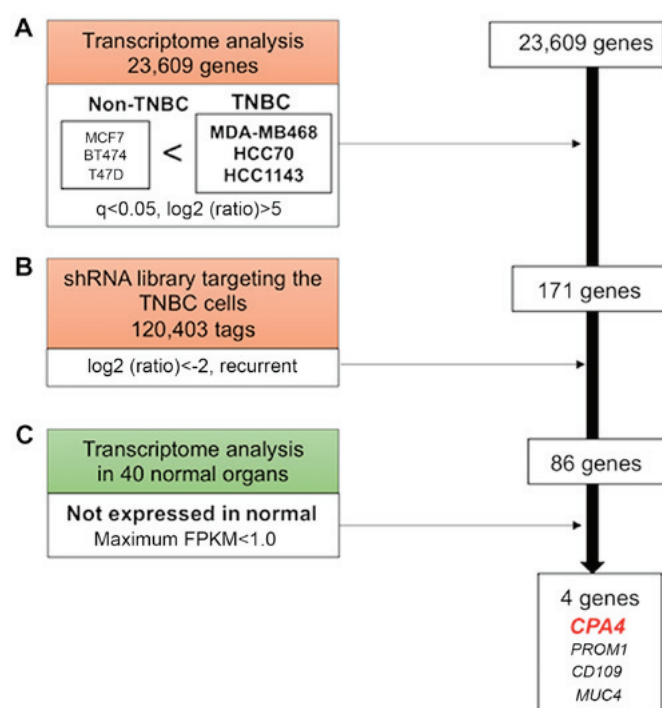 A
Transcriptome analysis
23,609 genes
Non-TNBC
TNBC
MCF7
BT474
T47D
<
MDA-MB468
HCC70
HCC1143
q<0.05, log2 (ratio)>5
23,609 genes
B
shRNA library targeting the
TNBC cells
120,403 tags
log2 (ratio)<-2, recurrent
171 genes
C
Transcriptome analysis
in 40 normal organs
Not expressed in normal
Maximum FPKM<1.0
86 genes
4 genes
CPA4
PROM1
CD109
MUC4